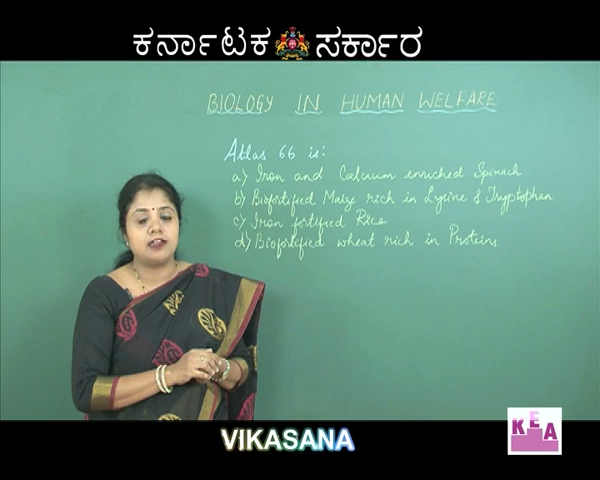 ಕರ್ನಾಟಕ ಸರ್ಕಾರ
BIOLOGY IN HUMAN WELFARE
Atlas 66 is:
a) Iron and Calcium enriched Spinach
b) Biofortified Maize rich in Lysine & Tryptophan
c) Iron fortified Rice
d) Biofortified wheat rich in Proteins
KEA
VIKASANA